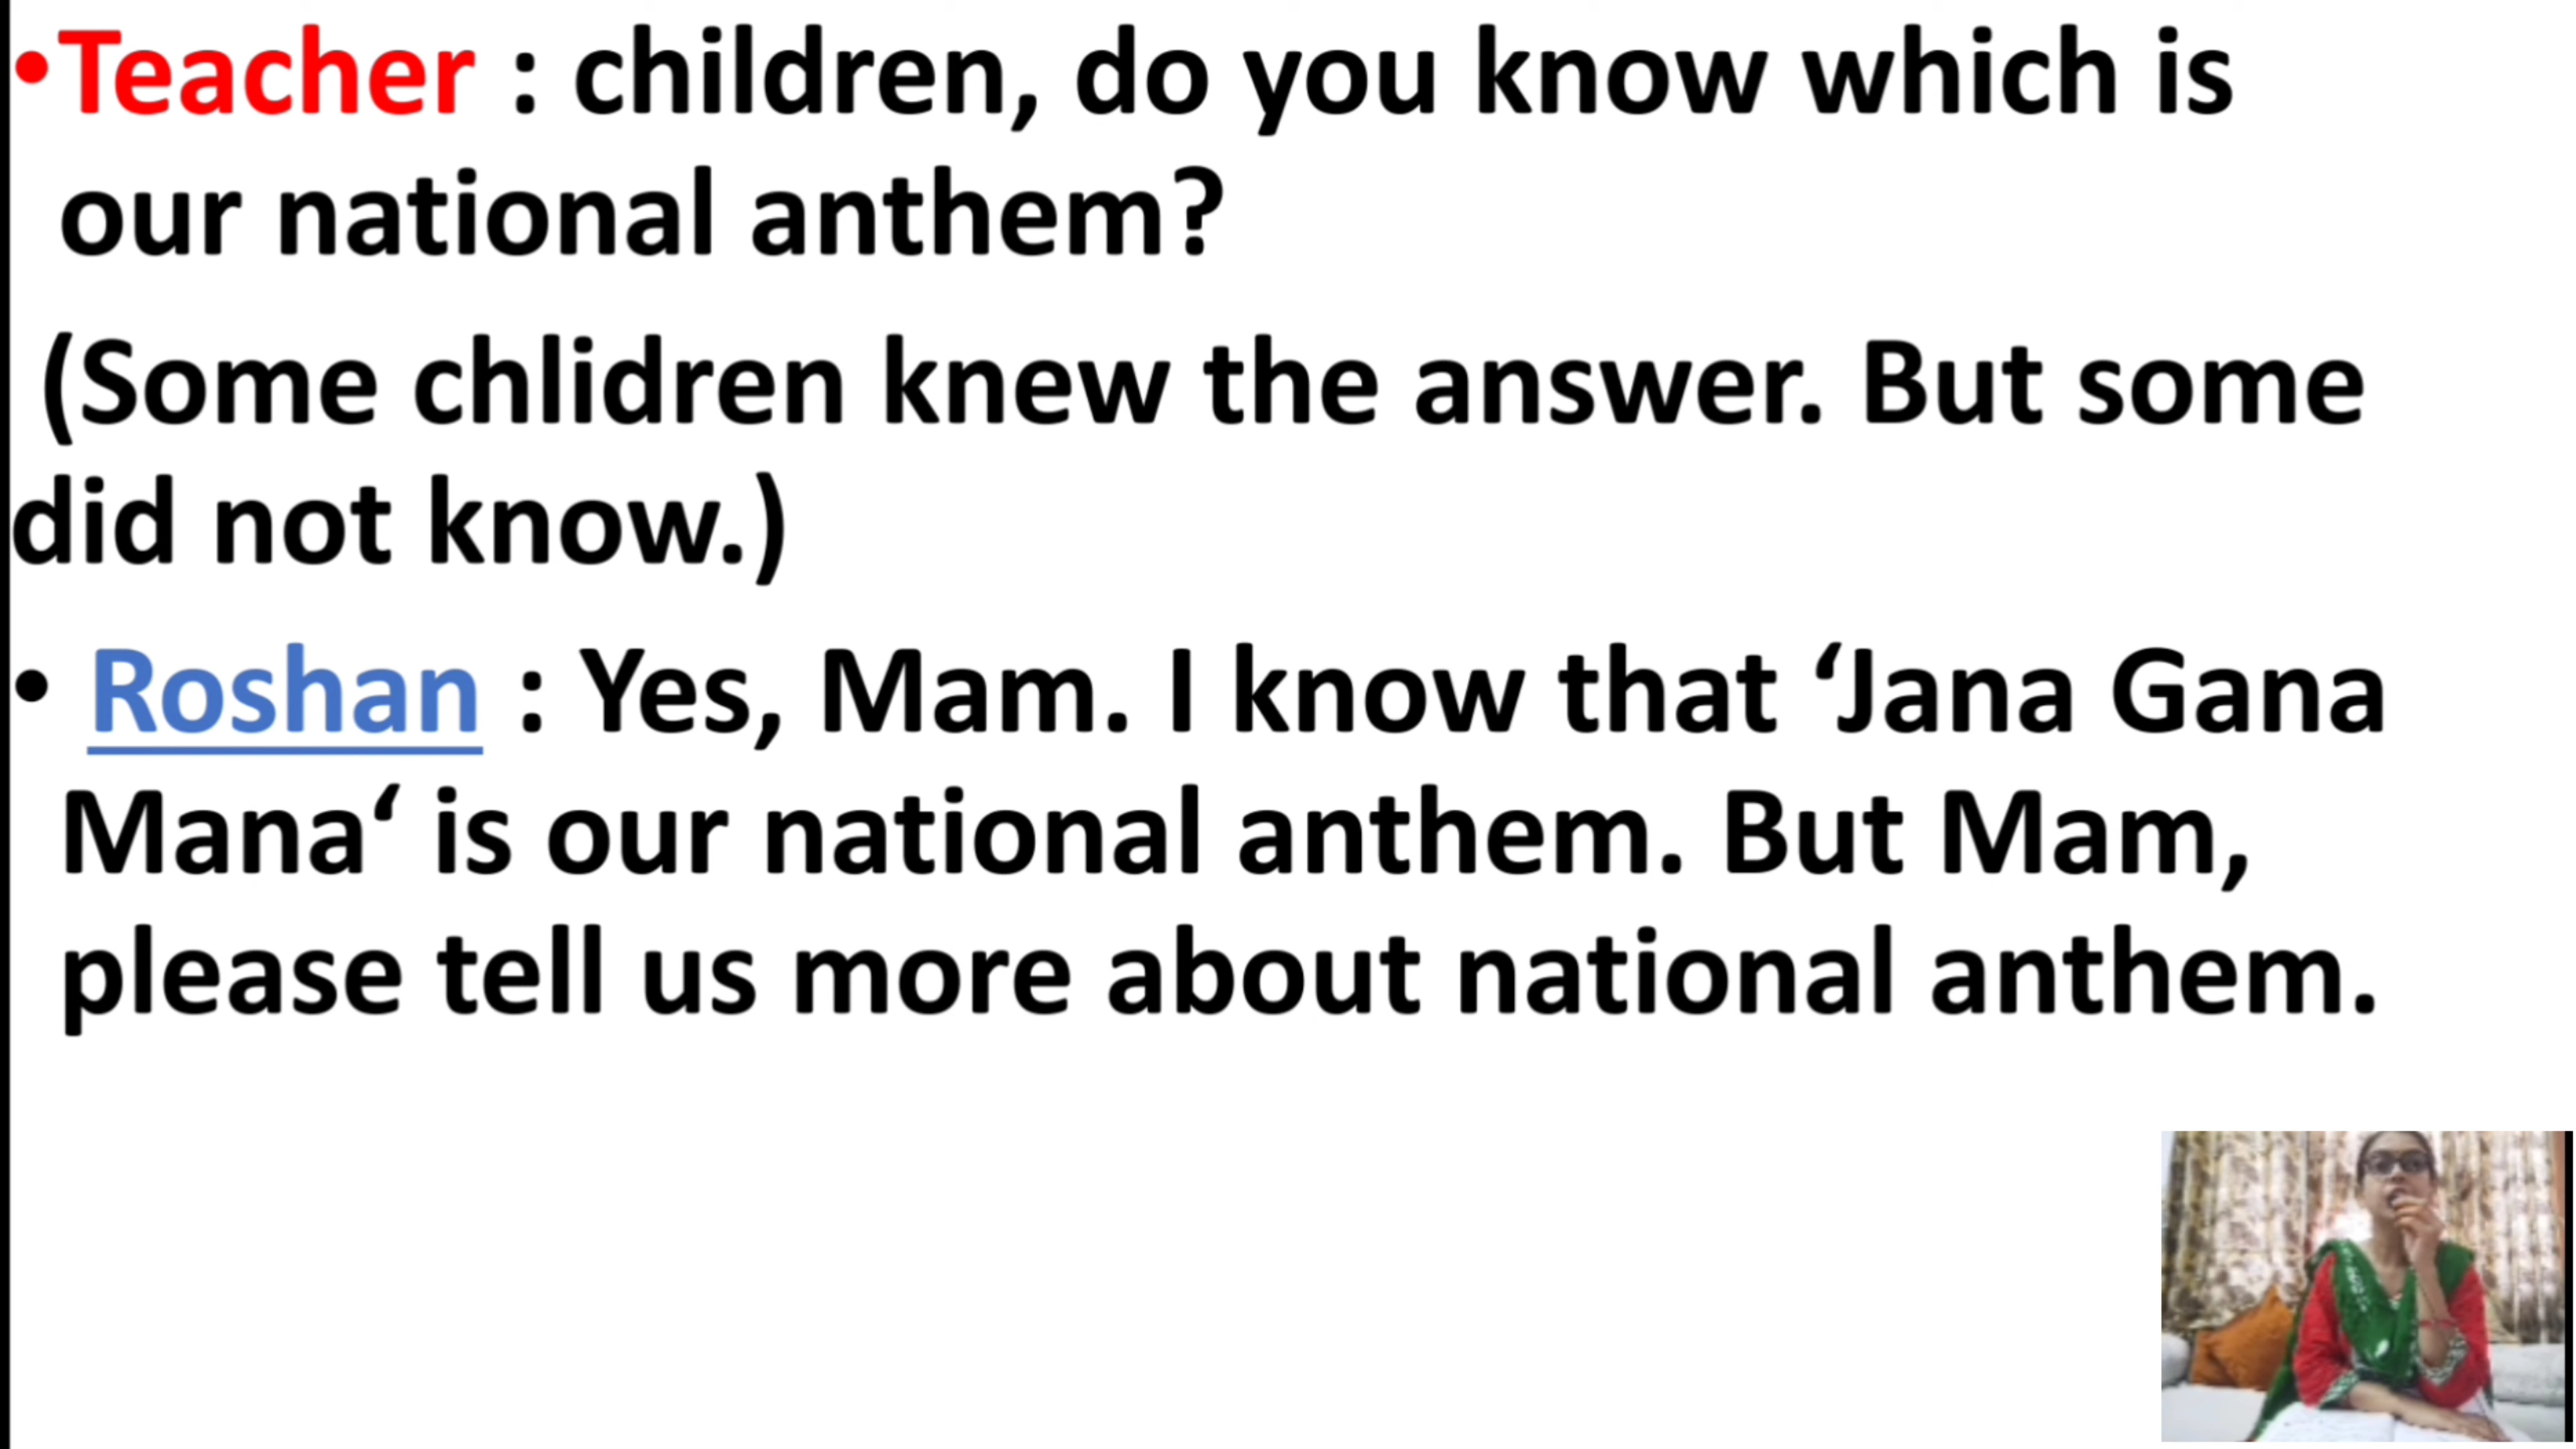 •Teacher : children, do you know which is
our national anthem?
(Some chlidren knew the answer. But some
did not know.)
• Roshan : Yes, Mam. I know that ‘Jana Gana
Mana‘ is our national anthem. But Mam,
please tell us more about national anthem.